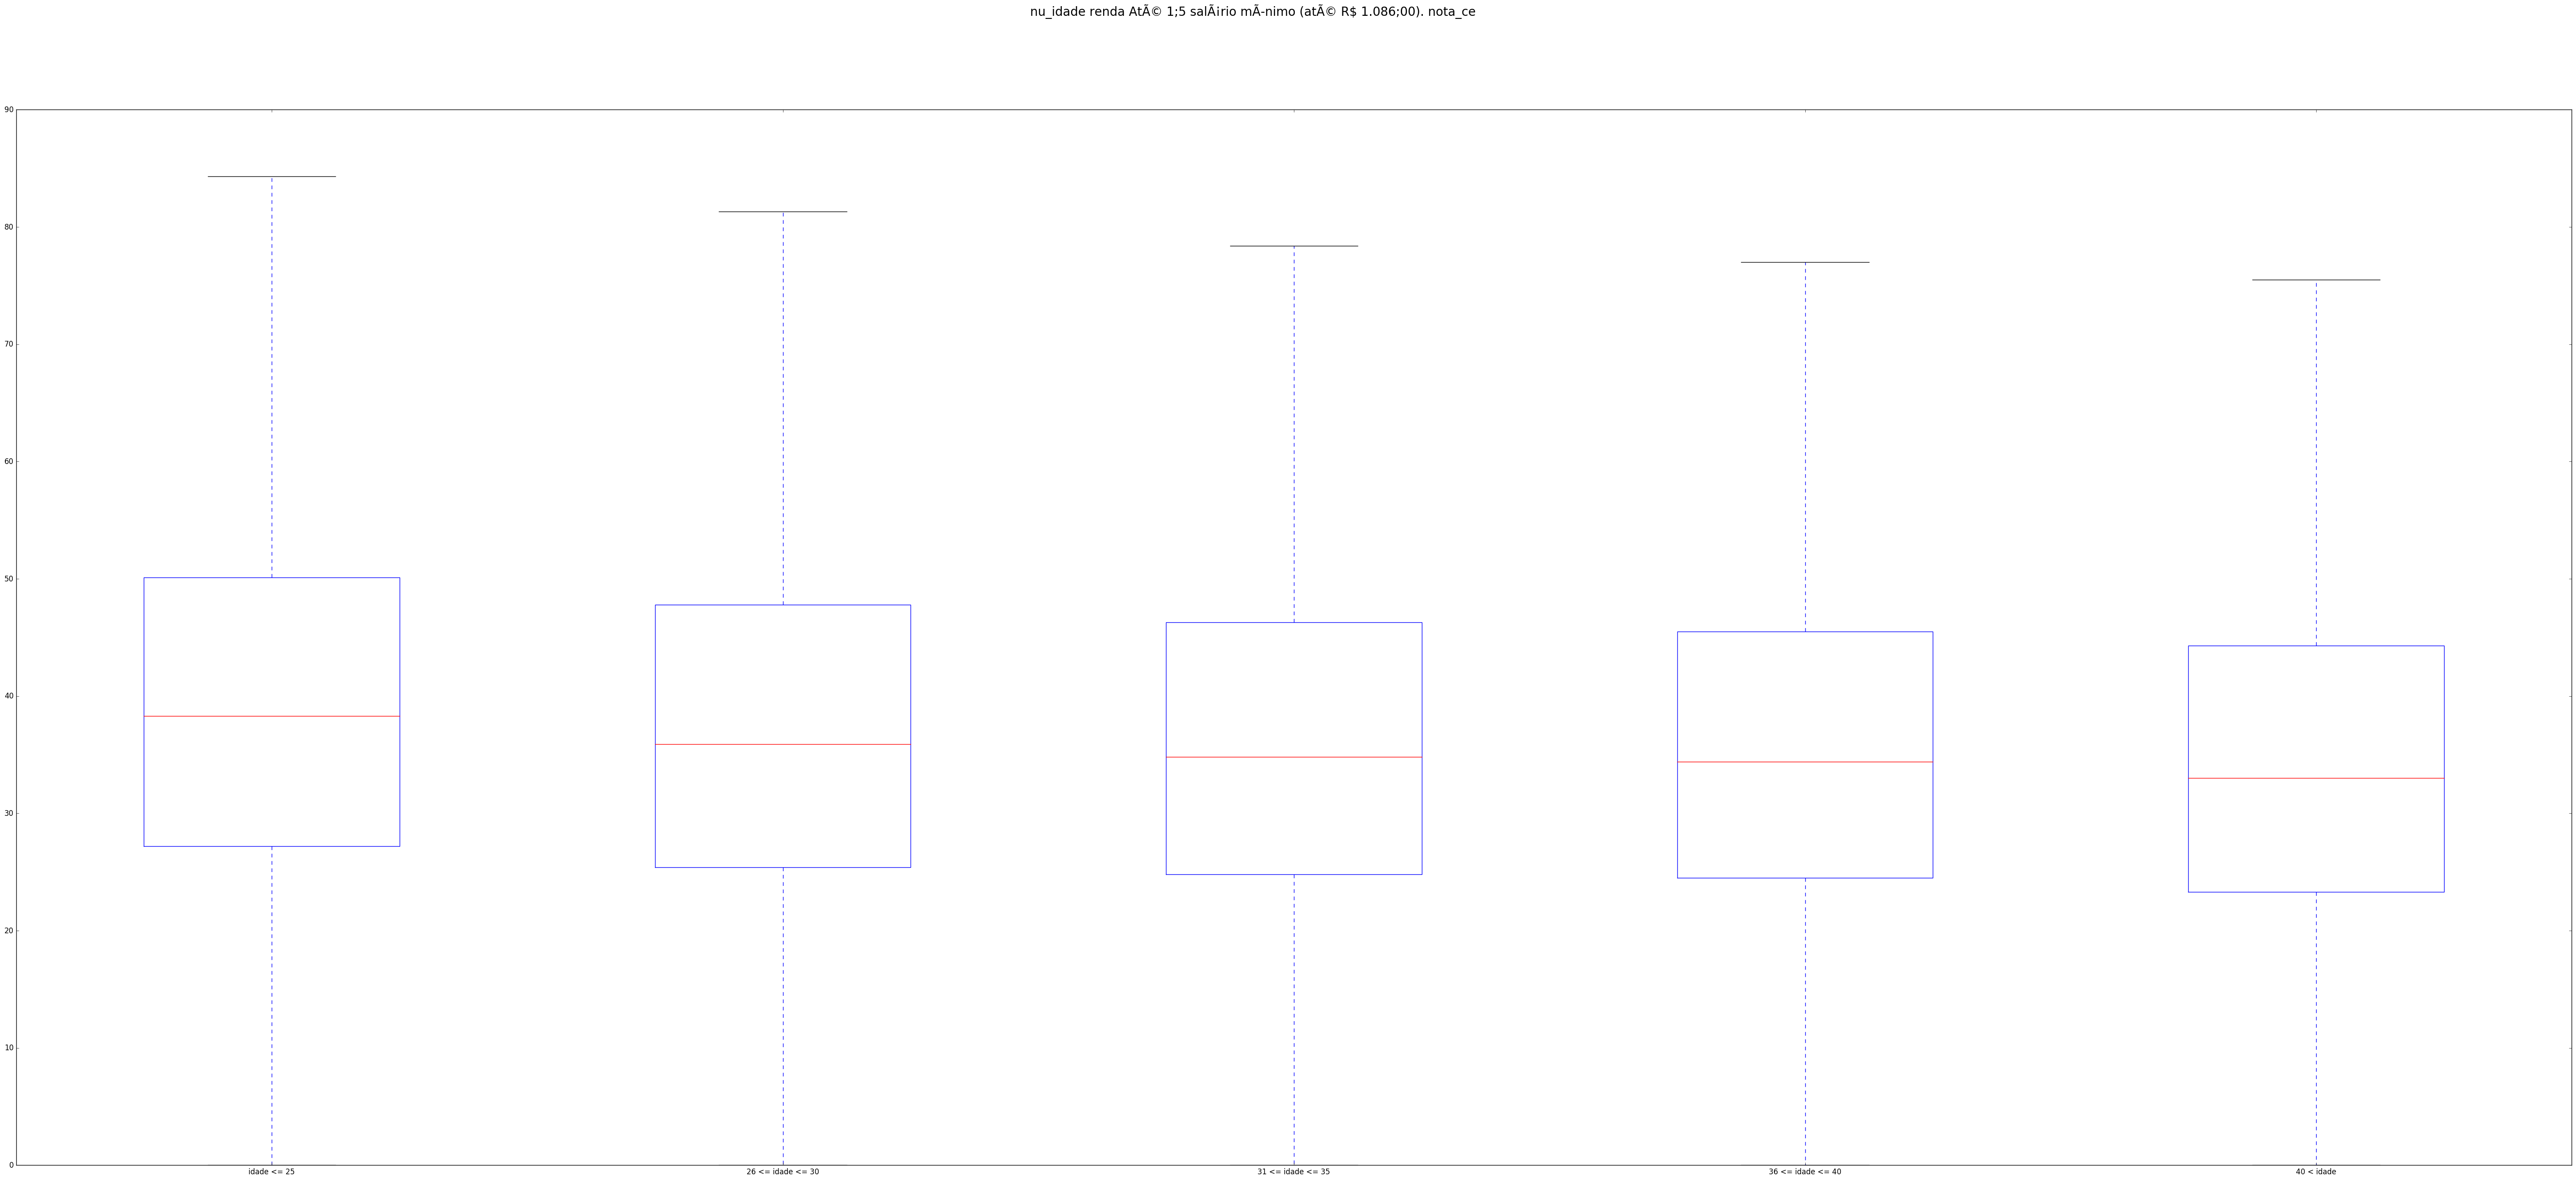 nu_idade renda AtÃ© 1;5 salÃ¡rio mÃ-nimo (atÃ© R$ 1.086;00). nota_ce
90
80
70
60
50
40
30
20
10
0
idade <= 25
26 <= idade <= 30
31 <= idade <= 35
36 <= idade <= 40
40 < idade